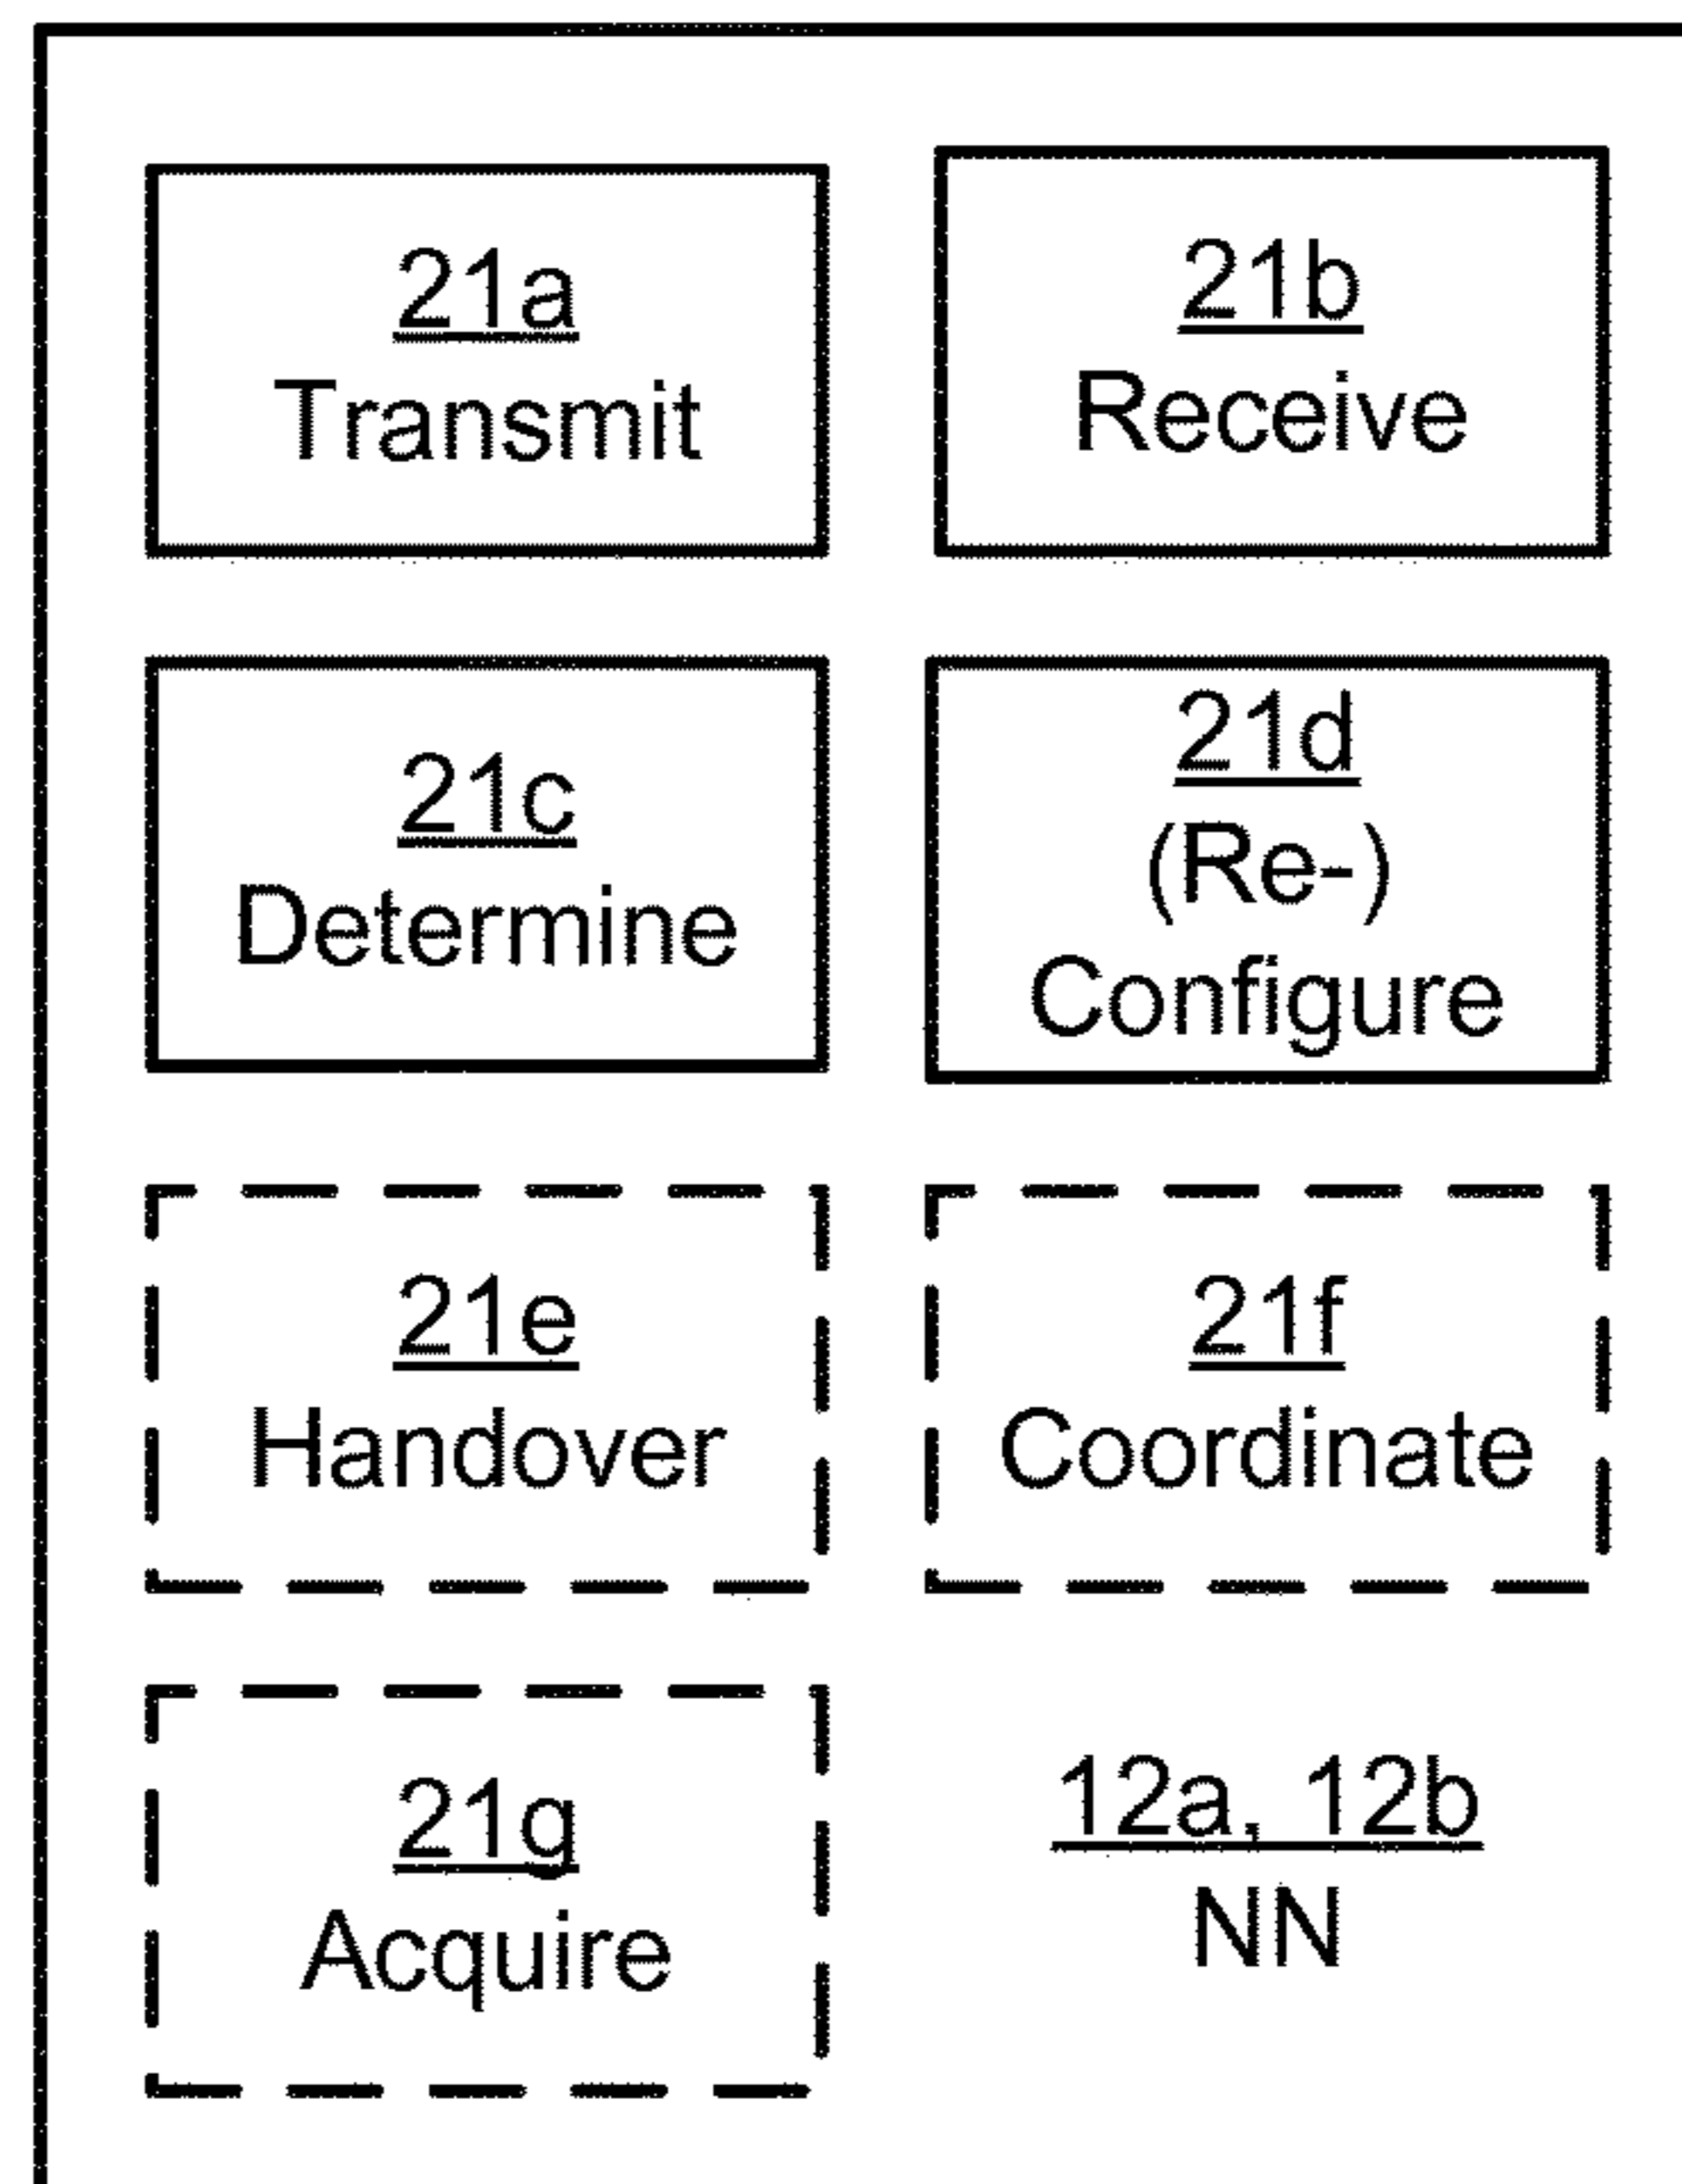 21a
Transmit
21b
Receive
21c
Determine
21d
(Re-)
Configure
21e
Handover
21f
Coordinate
21g
Acquire
12a, 12b
NN